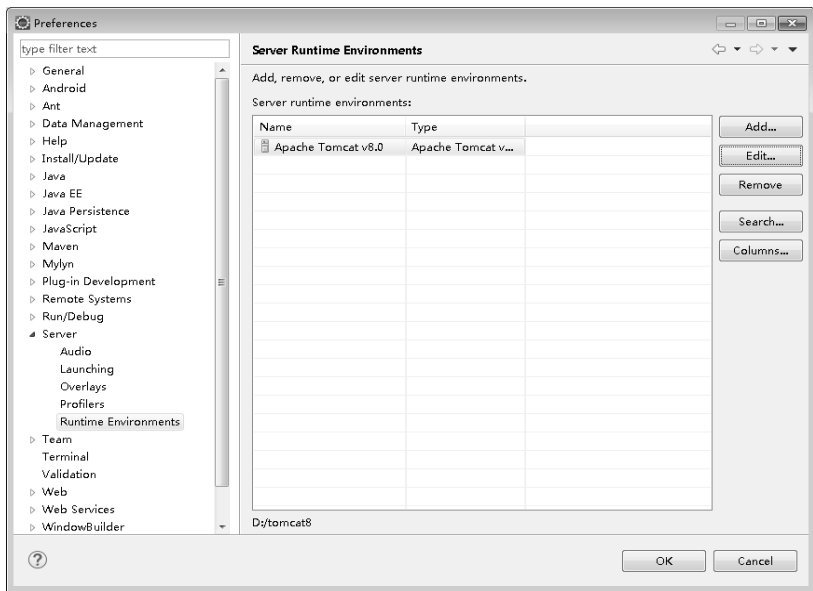 Preferences
type filter text
General
Android
Ant
Data Management
Help
Install/Update
Java
Java EE
Java Persistence
JavaScript
Maven
Mylyn
Plug-in Development
Remote Systems
Run/Debug
Server
Audio
Launching
Overlays
Profilers
Runtime Environments
Team
Terminal
Validation
Web
Web Services
WindowBuilder
Server Runtime Environments
Add, remove, or edit server runtime environments.
Server runtime environments:
Name Type
Apache Tomcat v8.0 Apache Tomcat v...
Add...
Edit...
Remove
Search...
Columns...
D:/tomcat8
OK Cancel